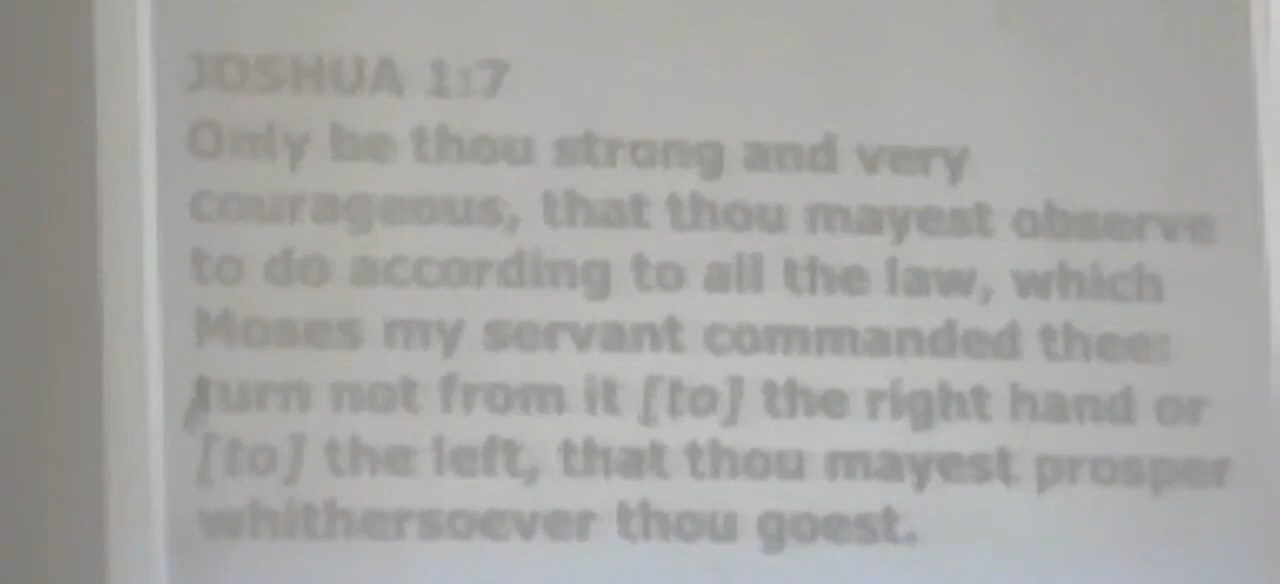 JOSHUA 1:7
Only be thou strong and very
courageous, that thou mayest observe
to do according to all the law, which
Moses my servant commanded thee:
turn not from it [to] the right hand or
[to] the left, that thou mayest prosper
whithersoever thou goest.